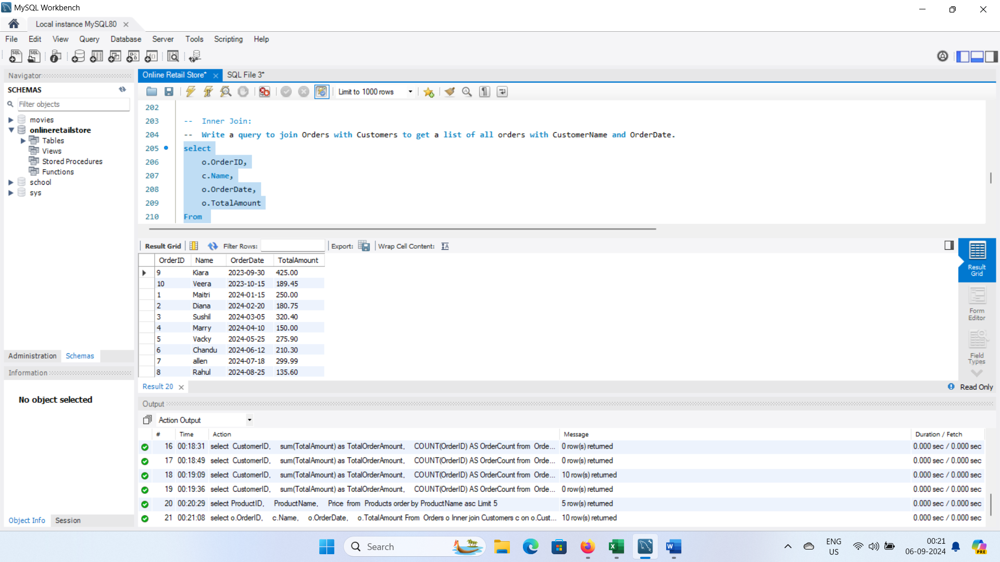 MySQL Workbench
Local instance MySQL80
File Edit View Query Database Server Tools Scripting Help
Navigator
SCHEMAS
Filter objects
movies
onlineretailstore
Tables
Views
Stored Procedures
Functions
school
sys
Administration Schemas
Information
No object selected
Object Info Session
Online Retail Store* SQL File 3*
Limit to 1000 rows
202
203 -- Inner Join:
204 -- Write a query to join Orders with Customers to get a list of all orders with CustomerName and OrderDate.
205 select
206 o.OrderID,
207 c.Name,
208 o.OrderDate,
209 o.TotalAmount
210 From
Result Grid Filter Rows: Export: Wrap Cell Content:
OrderID Name OrderDate TotalAmount
9 Kiara 2023-09-30 425.00
10 Veera 2023-10-15 189.45
1 Maitri 2024-01-15 250.00
2 Diana 2024-02-20 180.75
3 Sushil 2024-03-05 320.40
4 Marry 2024-04-10 150.00
5 Vacky 2024-05-25 275.90
6 Chandu 2024-06-12 210.30
7 allen 2024-07-18 299.99
8 Rahul 2024-08-25 135.60
Result
Grid
Form
Editor
Field
Types
Result 20
Read Only
Output
Action Output
# Time Action Message Duration / Fetch
16 00:18:31 select CustomerID, sum(TotalAmount) as TotalOrderAmount, COUNT(OrderID) AS OrderCount from Orde... 0 row(s) returned 0.000 sec / 0.000 sec
17 00:18:49 select CustomerID, sum(TotalAmount) as TotalOrderAmount, COUNT(OrderID) AS OrderCount from Orde... 0 row(s) returned 0.000 sec / 0.000 sec
18 00:19:09 select CustomerID, sum(TotalAmount) as TotalOrderAmount, COUNT(OrderID) AS OrderCount from Orde... 10 row(s) returned 0.000 sec / 0.000 sec
19 00:19:36 select CustomerID, sum(TotalAmount) as TotalOrderAmount, COUNT(OrderID) AS OrderCount from Orde... 0 row(s) returned 0.000 sec / 0.000 sec
20 00:20:29 select ProductID, ProductName, Price from Products order by ProductName asc Limit 5 5 row(s) returned 0.000 sec / 0.000 sec
21 00:21:08 select o.OrderID, c.Name, o.OrderDate, o.TotalAmount From Orders o Inner join Customers c on o.Cust... 10 row(s) returned 0.000 sec / 0.000 sec
Search
ENG
US
00:21
06-09-2024
PRE